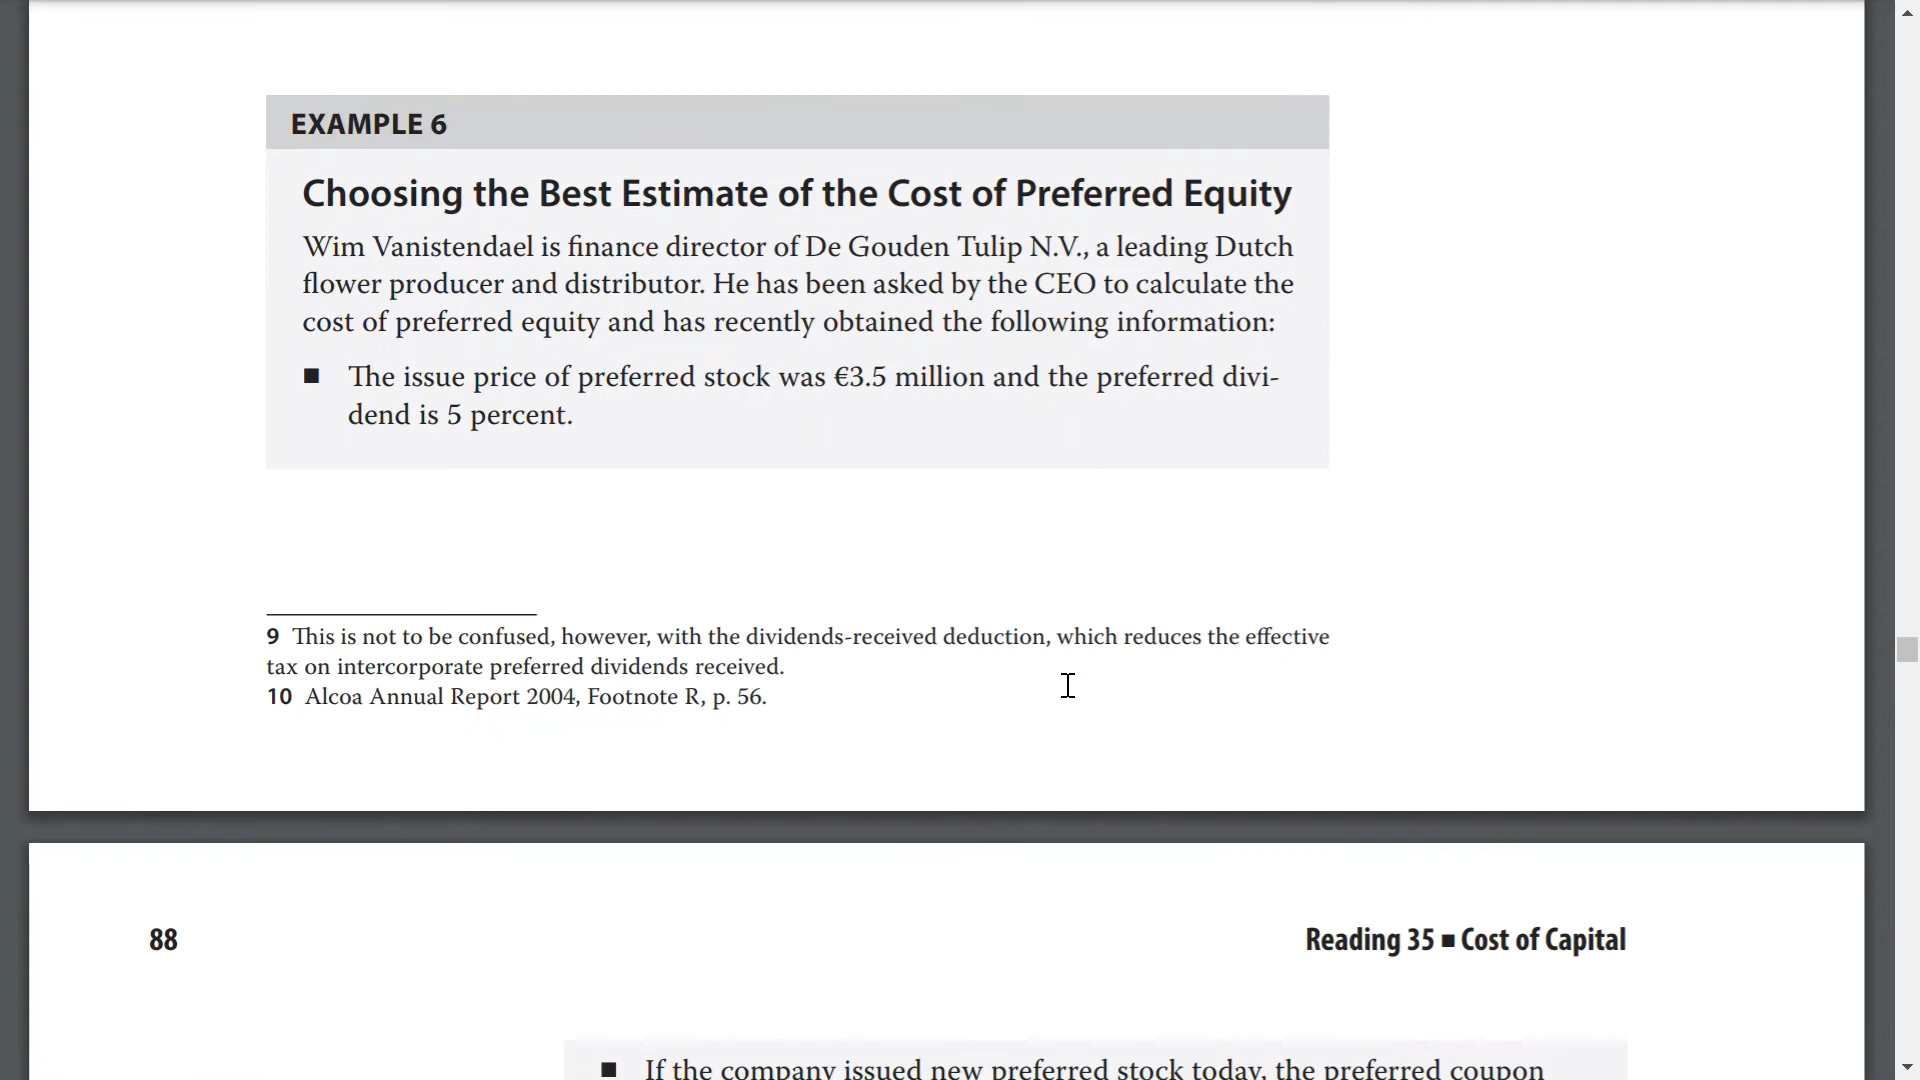 EXAMPLE 6
Choosing the Best Estimate of the Cost of Preferred Equity
Wim Vanistendael is finance director of De Gouden Tulip N.V., a leading Dutch
flower producer and distributor. He has been asked by the CEO to calculate the
cost of preferred equity and has recently obtained the following information:
■ The issue price of preferred stock was €3.5 million and the preferred divi-
dend is 5 percent.
9 This is not to be confused, however, with the dividends-received deduction, which reduces the effective
tax on intercorporate preferred dividends received.
10 Alcoa Annual Report 2004, Footnote R, p. 56.
88
Reading 35 ■ Cost of Capital
■ If the company issued new preferred stock today, the preferred coupon